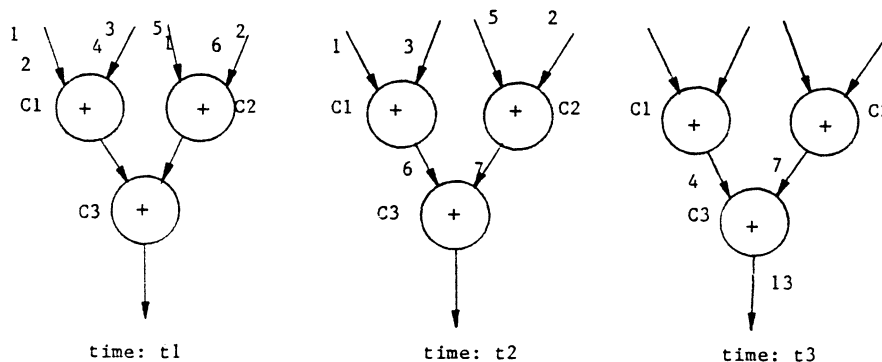 1 3 5 2
4 1 6
2
C1 + + C2
C3 +
time: t1
5 2
1 3
C1 + + C2
6 7
C3 +
time: t2
C1 + +
4 7
C3 +
13
time: t3